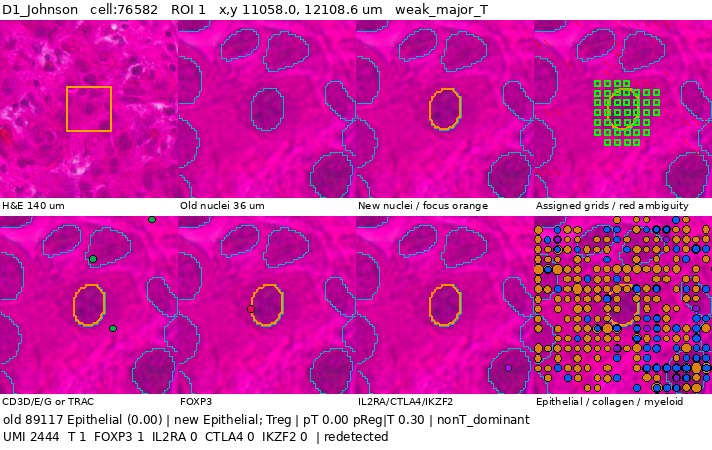 D1_Johnson   cell:76582   ROI 1   x,y 11058.0, 12108.6 um   weak_major_T
H&E 140 um
Old nuclei 36 um
New nuclei / focus orange
Assigned grids / red ambiguity
CD3D/E/G or TRAC
FOXP3
IL2RA/CTLA4/IKZF2
Epithelial / collagen / myeloid
old 89117 Epithelial (0.00) | new Epithelial; Treg | pT 0.00 pReg|T 0.30 | nonT_dominant
UMI 2444  T 1  FOXP3 1  IL2RA 0  CTLA4 0  IKZF2 0  | redetected